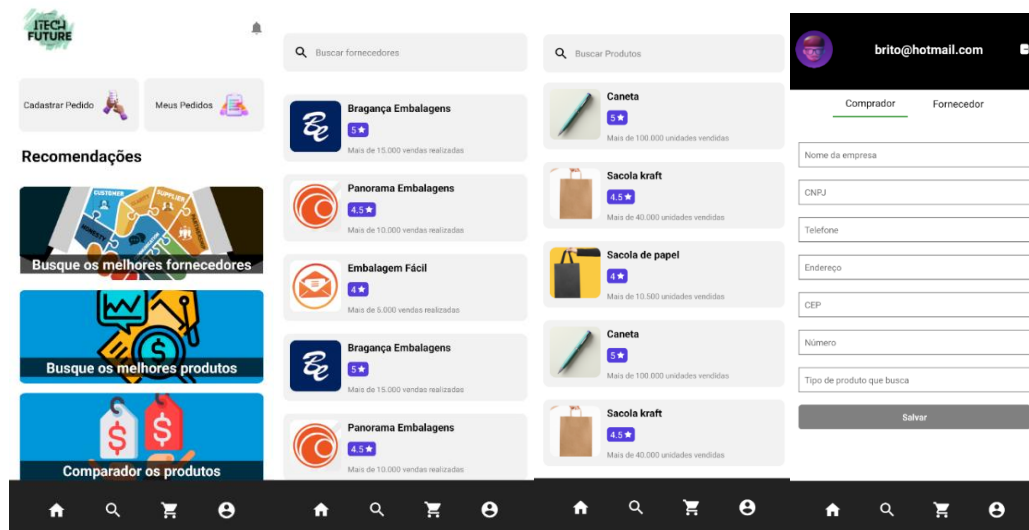 ITECH
FUTURE
Cadastrar Pedido
Meus Pedidos
Recomendações
CUSTOMER
SUPPLIER
HONESTY
Busque os melhores fornecedores
Busque os melhores produtos
Comparador os produtos
Buscar fornecedores
Bragança Embalagens
5★
Mais de 15.000 vendas realizadas
Panorama Embalagens
4.5★
Mais de 10.000 vendas realizadas
Embalagem Fácil
4★
Mais de 5.000 vendas realizadas
Bragança Embalagens
5★
Mais de 15.000 vendas realizadas
Panorama Embalagens
4.5★
Mais de 10.000 vendas realizadas
Buscar Produtos
Caneta
5★
Mais de 100.000 unidades vendidas
Sacola kraft
4.5★
Mais de 40.000 unidades vendidas
Sacola de papel
4★
Mais de 10.500 unidades vendidas
Caneta
5★
Mais de 100.000 unidades vendidas
Sacola kraft
4.5★
Mais de 40.000 unidades vendidas
brito@hotmail.com
Comprador
Fornecedor
Nome da empresa
CNPJ
Telefone
Endereço
CEP
Número
Tipo de produto que busca
Salvar